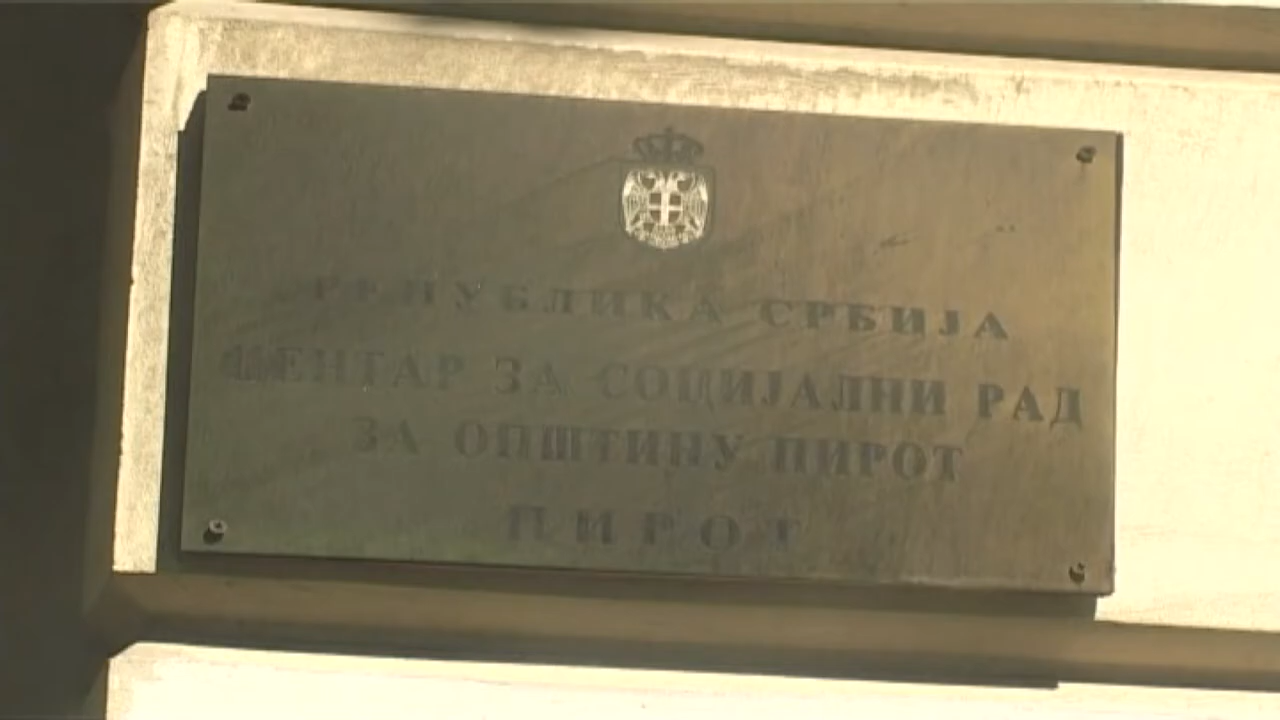 РЕПУБЛИКА СРБИЈА
ЦЕНТАР ЗА СОЦИЈАЛНИ РАД
ЗА ОПШТИНУ ПИРОТ
ПИРОТ